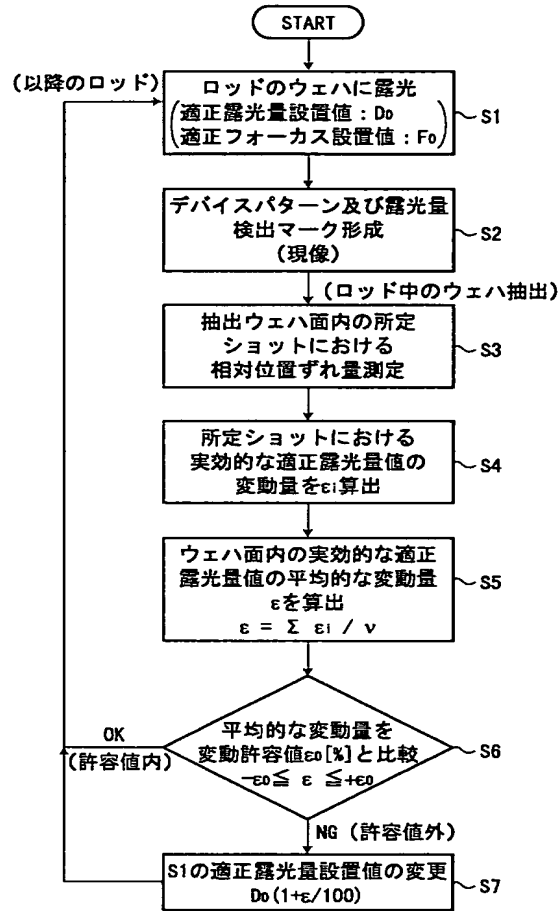 START
(以降のロッド)
ロッドのウェハに露光
(適正露光量設置値:D0
適正フォーカス設置値:F0)
S1
デバイスパターン及び露光量
検出マーク形成
(現像)
S2
(ロッド中のウェハ抽出)
抽出ウェハ面内の所定
ショットにおける
相対位置ずれ量測定
S3
所定ショットにおける
実効的な適正露光量値の
変動量をεi算出
S4
ウェハ面内の実効的な適正
露光量値の平均的な変動量
εを算出
ε = Σ εi / ν
S5
平均的な変動量を
変動許容値ε0[%]と比較
-ε0≦ ε ≦+ε0
S6
OK
(許容値内)
NG (許容値外)
S1の適正露光量設置値の変更
D0(1+ε/100)
S7